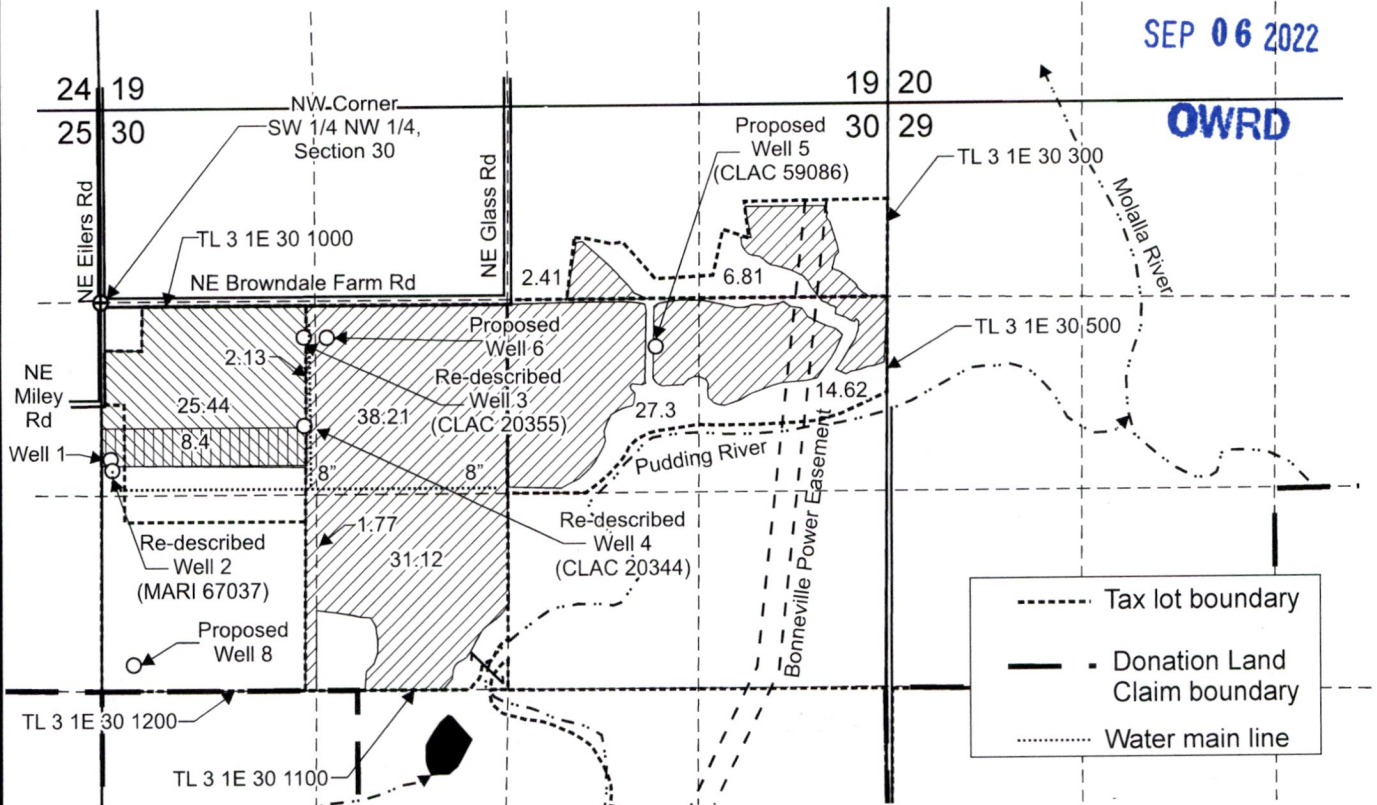 SEP 06 2022
OWRD
24 19
25 30
19 20
30 29
NW Corner
SW 1/4 NW 1/4,
Section 30
Proposed
Well 5
(CLAC 59086)
TL 3 1E 30 300
Molalla River
NE Eilers Rd
NE Glass Rd
TL 3 1E 30 1000
NE Browndale Farm Rd
2.41
6.81
Proposed
Well 6
TL 3 1E 30 500
2.13
Re-described
Well 3
(CLAC 20355)
NE
Miley
Rd
25.44
38.21
27.3
14.62
8.4
Well 1
8"
8"
Pudding River
Bonneville Power Easement
1.77
31.12
Re-described
Well 4
(CLAC 20344)
Re-described
Well 2
(MARI 67037)
Proposed
Well 8
TL 3 1E 30 1200
TL 3 1E 30 1100
Tax lot boundary
Donation Land
Claim boundary
Water main line